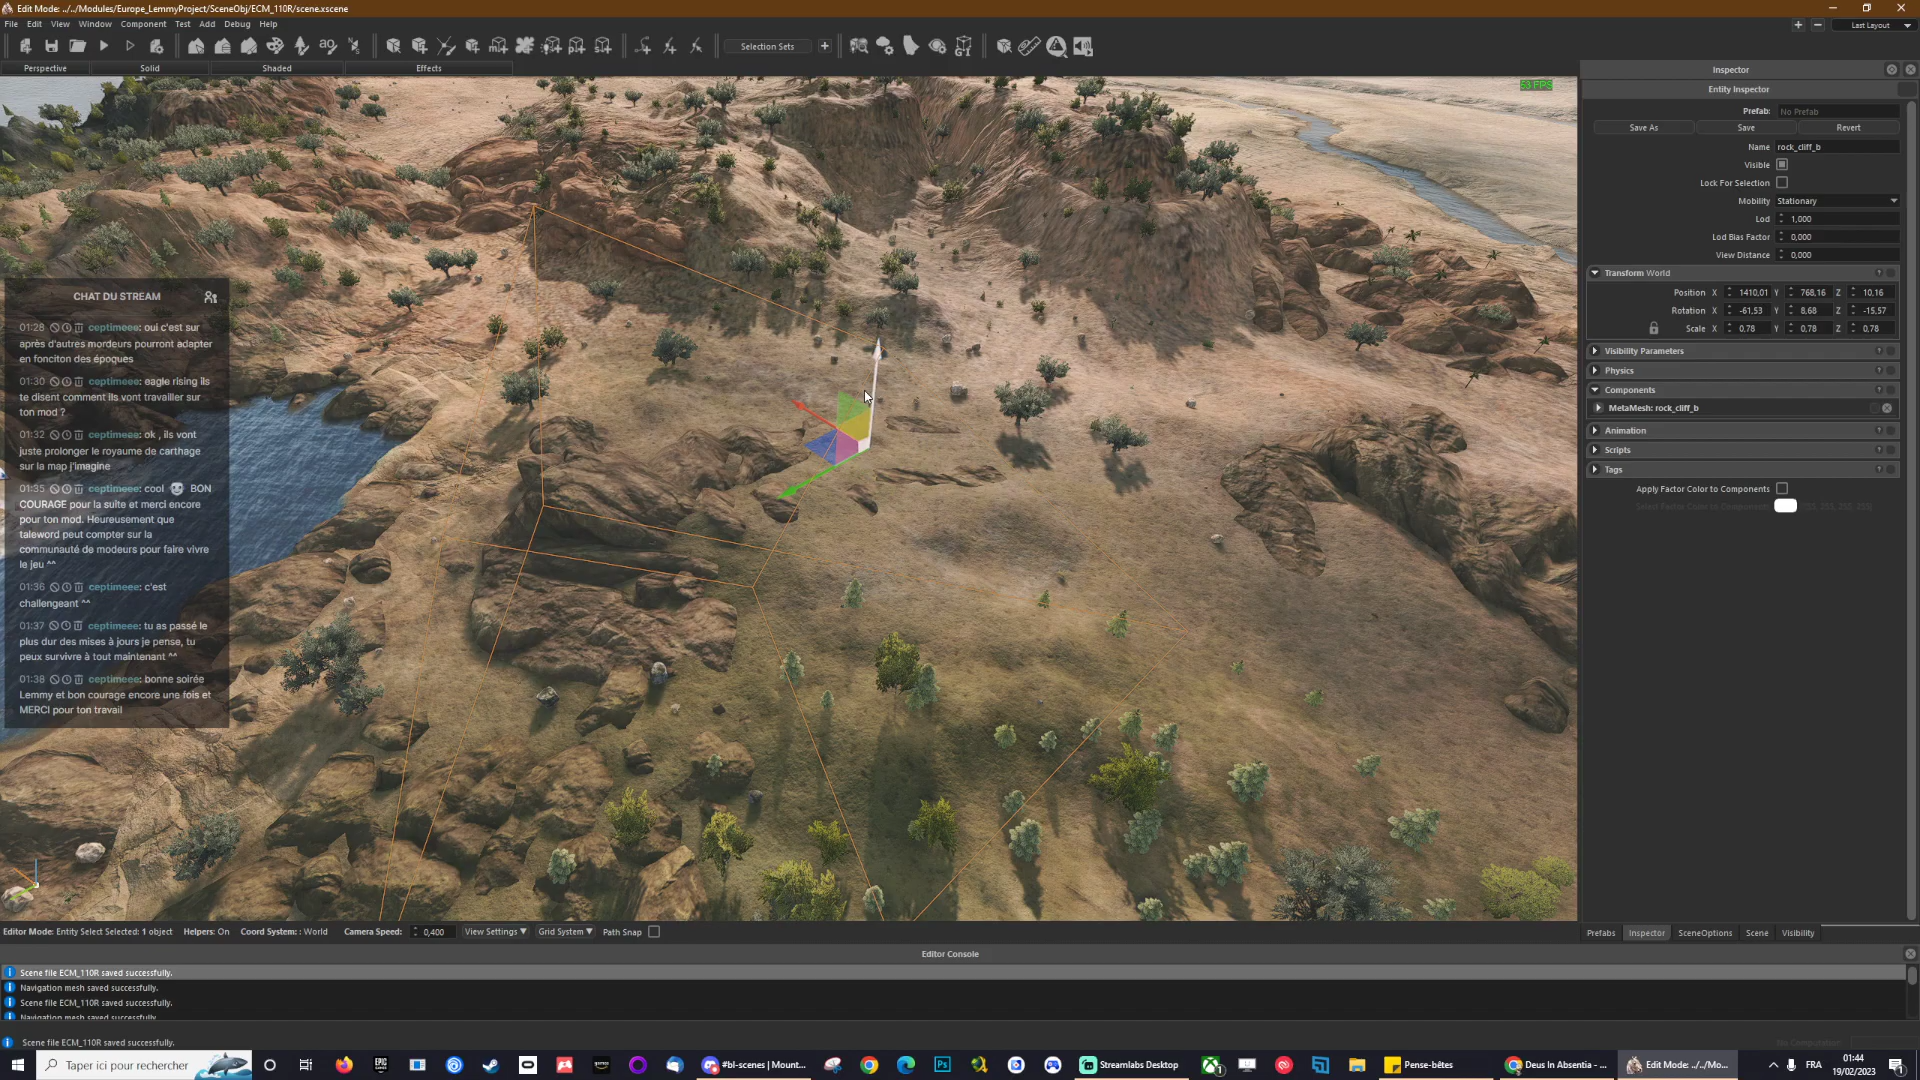 Edit Mode: ../../Modules/Europe_LemmyProject/SceneObj/ECM_110R/scene.xscene
File Edit View Window Component Test Add Debug Help
Last Layout
Selection Sets
Perspective Solid Shaded Effects
53 FPS
CHAT DU STREAM
01:28 ceptimeee: oui c'est sur
après d'autres mordeurs pourront adapter
en fonciton des époques
01:30 ceptimeee: eagle rising ils
te disent comment ils vont travailler sur
ton mod ?
01:32 ceptimeee: ok , ils vont
juste prolonger le royaume de carthage
sur la map j'imagine
01:35 ceptimeee: cool BON
COURAGE pour la suite et merci encore
pour ton mod. Heureusement que
taleword peut compter sur la
communauté de modeurs pour faire vivre
le jeu ^^
01:36 ceptimeee: c'est
challengeant ^^
01:37 ceptimeee: tu as passé le
plus dur des mises à jours je pense, tu
peux survivre à tout maintenant ^^
01:38 ceptimeee: bonne soirée
Lemmy et bon courage encore une fois et
MERCI pour ton travail
Inspector
Entity Inspector
Prefab: No Prefab
Save As Save Revert
Name rock_cliff_b
Visible
Lock For Selection
Mobility Stationary
Lod 1,000
Lod Bias Factor 0,000
View Distance 0,000
Transform World
Position X 1410,01 Y 768,16 Z 10,16
Rotation X -61,53 Y 8,68 Z -15,57
Scale X 0,78 Y 0,78 Z 0,78
Visibility Parameters
Physics
Components
MetaMesh: rock_cliff_b
Animation
Scripts
Tags
Apply Factor Color to Components
Prefabs Inspector SceneOptions Scene Visibility
Editor Mode: Entity Select Selected: 1 object Helpers: On Coord System: : World Camera Speed: 0,400 View Settings Grid System Path Snap
Editor Console
Scene file ECM_110R saved successfully.
Navigation mesh saved successfully.
Scene file ECM_110R saved successfully.
Navigation mesh saved successfully.
Scene file ECM_110R saved successfully.
Taper ici pour rechercher
#bl-scenes | Mount...
Streamlabs Desktop
Pense-bêtes
Deus In Absentia - ...
Edit Mode: ../../Mo...
FRA
01:44
19/02/2023